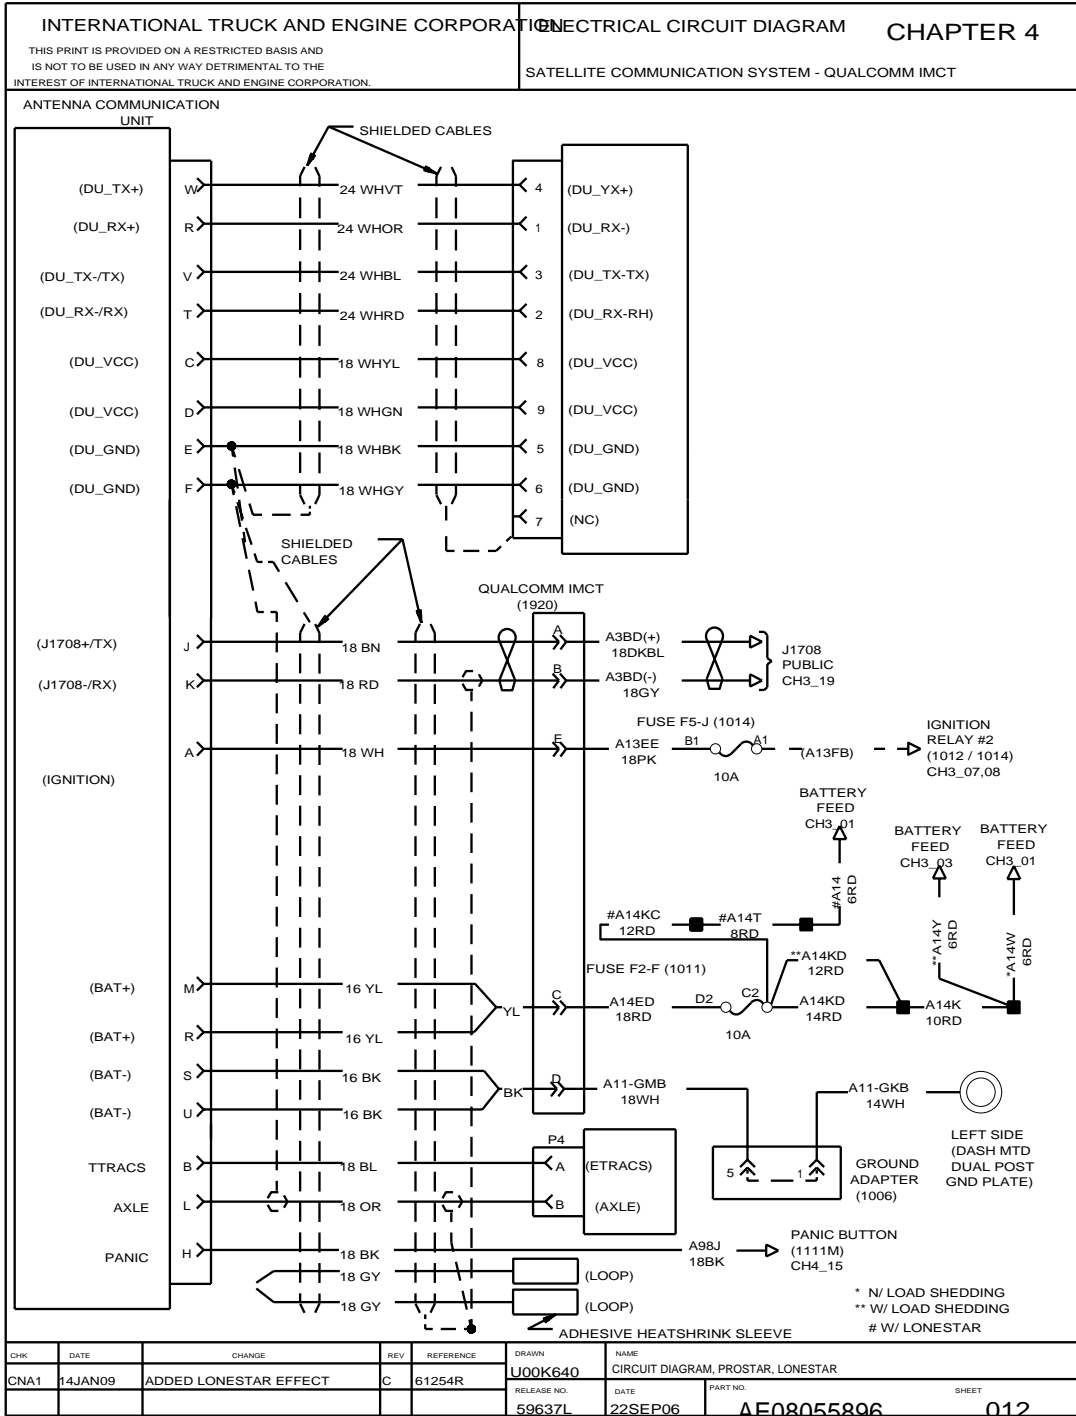 INTERNATIONAL TRUCK AND ENGINE CORPORATION
ELECTRICAL CIRCUIT DIAGRAM
CHAPTER 4
THIS PRINT IS PROVIDED ON A RESTRICTED BASIS AND
IS NOT TO BE USED IN ANY WAY DETRIMENTAL TO THE
INTEREST OF INTERNATIONAL TRUCK AND ENGINE CORPORATION.
SATELLITE COMMUNICATION SYSTEM - QUALCOMM IMCT
ANTENNA COMMUNICATION
UNIT
SHIELDED CABLES
(DU_TX+) W 24 WHVT 4 (DU_YX+)
(DU_RX+) R 24 WHOR 1 (DU_RX-)
(DU_TX-/TX) V 24 WHBL 3 (DU_TX-TX)
(DU_RX-/RX) T 24 WHRD 2 (DU_RX-RH)
(DU_VCC) C 18 WHYL 8 (DU_VCC)
(DU_VCC) D 18 WHGN 9 (DU_VCC)
(DU_GND) E 18 WHBK 5 (DU_GND)
(DU_GND) F 18 WHGY 6 (DU_GND)
7 (NC)
SHIELDED
CABLES
QUALCOMM IMCT
(1920)
(J1708+/TX) J 18 BN A A3BD(+)
18DKBL
(J1708-/RX) K 18 RD B A3BD(-)
18GY
J1708
PUBLIC
CH3_19
FUSE F5-J (1014)
A 18 WH E A13EE B1 A1 (A13FB)
18PK
10A
IGNITION
RELAY #2
(1012 / 1014)
CH3_07,08
(IGNITION)
BATTERY
FEED
CH3_01
BATTERY
FEED
CH3_03
BATTERY
FEED
CH3_01
#A14
6RD
**A14Y
6RD
*A14W
6RD
#A14KC
12RD
#A14T
8RD
**A14KD
12RD
FUSE F2-F (1011)
(BAT+) M 16 YL
YL C A14ED D2 C2 A14KD A14K
18RD 10A 14RD 10RD
(BAT+) R 16 YL
(BAT-) S 16 BK
BK D A11-GMB
18WH
A11-GKB
14WH
(BAT-) U 16 BK
LEFT SIDE
(DASH MTD
DUAL POST
GND PLATE)
5 1
GROUND
ADAPTER
(1006)
P4
TTRACS B 18 BL A (ETRACS)
AXLE L 18 OR B (AXLE)
PANIC H 18 BK A98J
18BK
PANIC BUTTON
(1111M)
CH4_15
18 GY (LOOP)
18 GY (LOOP)
ADHESIVE HEATSHRINK SLEEVE
* N/ LOAD SHEDDING
** W/ LOAD SHEDDING
# W/ LONESTAR
CHK DATE CHANGE REV REFERENCE
CNA1 14JAN09 ADDED LONESTAR EFFECT C 61254R
DRAWN
U00K640
NAME
CIRCUIT DIAGRAM, PROSTAR, LONESTAR
RELEASE NO.
59637L
DATE
22SEP06
PART NO.
AE08055896
SHEET
012